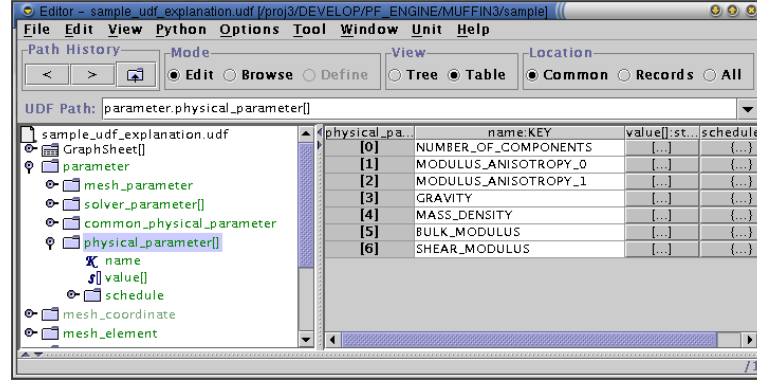 Editor - sample_udf_explanation.udf [/proj3/DEVELOP/PF_ENGINE/MUFFIN3/sample]
File Edit View Python Options Tool Window Unit Help
Path History Mode View Location
< > Edit Browse Define Tree Table Common Records All
UDF Path: parameter.physical_parameter[]
sample_udf_explanation.udf
GraphSheet[]
parameter
mesh_parameter
solver_parameter[]
common_physical_parameter
physical_parameter[]
K name
s[] value[]
schedule
mesh_coordinate
mesh_element
physical_pa... name:KEY value[]:st... schedule
[0] NUMBER_OF_COMPONENTS [...] {...}
[1] MODULUS_ANISOTROPY_0 [...] {...}
[2] MODULUS_ANISOTROPY_1 [...] {...}
[3] GRAVITY [...] {...}
[4] MASS_DENSITY [...] {...}
[5] BULK_MODULUS [...] {...}
[6] SHEAR_MODULUS [...] {...}
/1